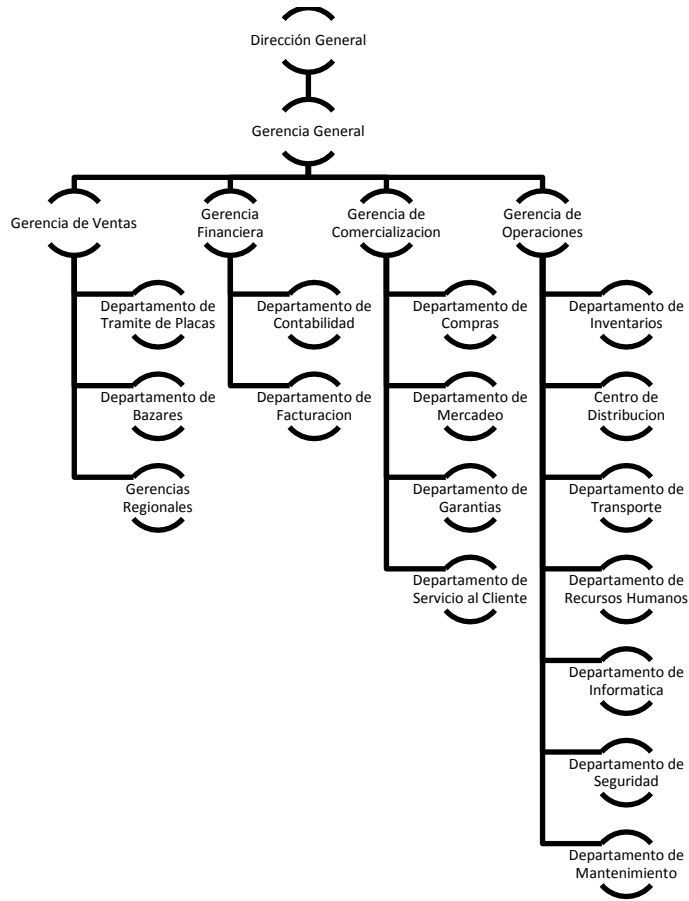 Dirección General
Gerencia General
Gerencia de Ventas
Gerencia
Financiera
Gerencia de
Comercializacion
Gerencia de
Operaciones
Departamento de
Tramite de Placas
Departamento de
Bazares
Gerencias
Regionales
Departamento de
Contabilidad
Departamento de
Facturacion
Departamento de
Compras
Departamento de
Mercadeo
Departamento de
Garantias
Departamento de
Servicio al Cliente
Departamento de
Inventarios
Centro de
Distribucion
Departamento de
Transporte
Departamento de
Recursos Humanos
Departamento de
Informatica
Departamento de
Seguridad
Departamento de
Mantenimiento